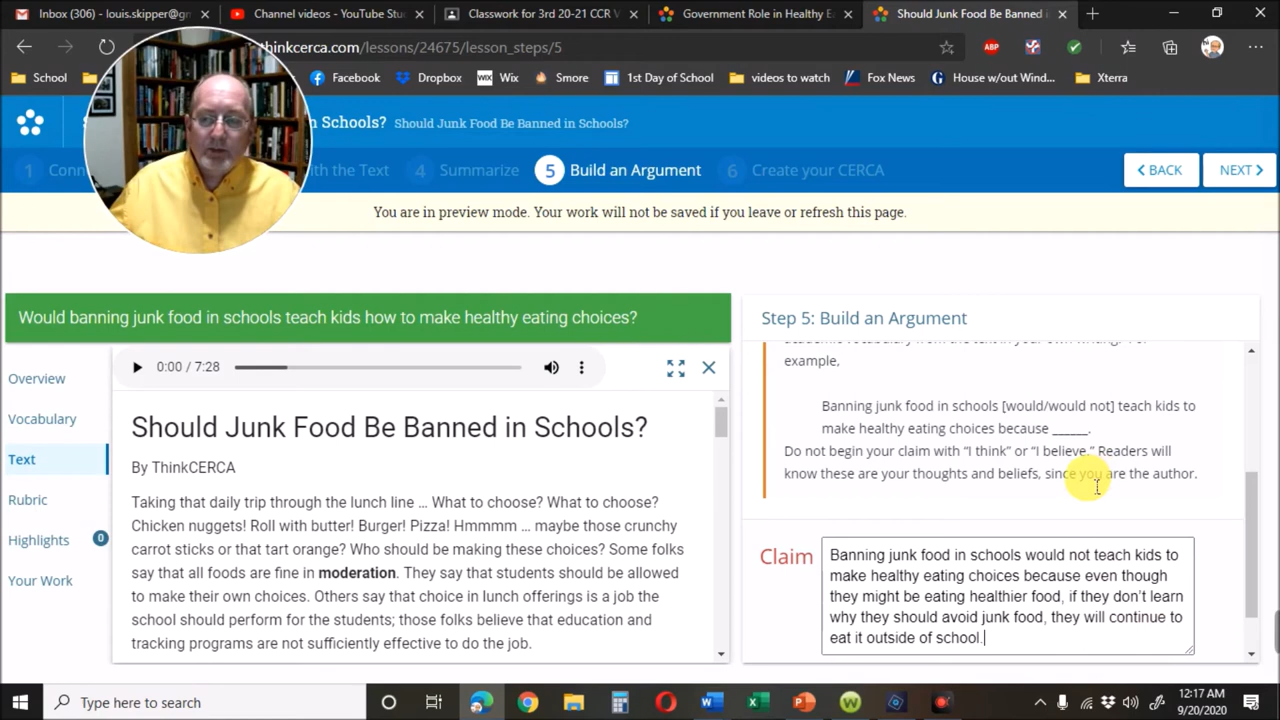 Inbox (306) - louis.skipper@gr
Channel videos - YouTube Stu
Classwork for 3rd 20-21 CCR V
Government Role in Healthy E
Should Junk Food Be Banned i
thinkcerca.com/lessons/24675/lesson_steps/5
ABP
School
Facebook
Dropbox
WIX Wix
Smore
1st Day of School
videos to watch
Fox News
House w/out Wind...
Xterra
n Schools? Should Junk Food Be Banned in Schools?
1 Conn
th the Text
4 Summarize
5 Build an Argument
6 Create your CERCA
BACK
NEXT
You are in preview mode. Your work will not be saved if you leave or refresh this page.
Would banning junk food in schools teach kids how to make healthy eating choices?
Overview
Vocabulary
Text
Rubric
Highlights 0
Your Work
0:00 / 7:28
Should Junk Food Be Banned in Schools?
By ThinkCERCA
Taking that daily trip through the lunch line … What to choose? What to choose?
Chicken nuggets! Roll with butter! Burger! Pizza! Hmmmm … maybe those crunchy
carrot sticks or that tart orange? Who should be making these choices? Some folks
say that all foods are fine in moderation. They say that students should be allowed
to make their own choices. Others say that choice in lunch offerings is a job the
school should perform for the students; those folks believe that education and
tracking programs are not sufficiently effective to do the job.
Step 5: Build an Argument
example,
Banning junk food in schools [would/would not] teach kids to
make healthy eating choices because ______.
Do not begin your claim with “I think” or “I believe.” Readers will
know these are your thoughts and beliefs, since you are the author.
Claim
Banning junk food in schools would not teach kids to
make healthy eating choices because even though
they might be eating healthier food, if they don’t learn
why they should avoid junk food, they will continue to
eat it outside of school.
Type here to search
12:17 AM
9/20/2020